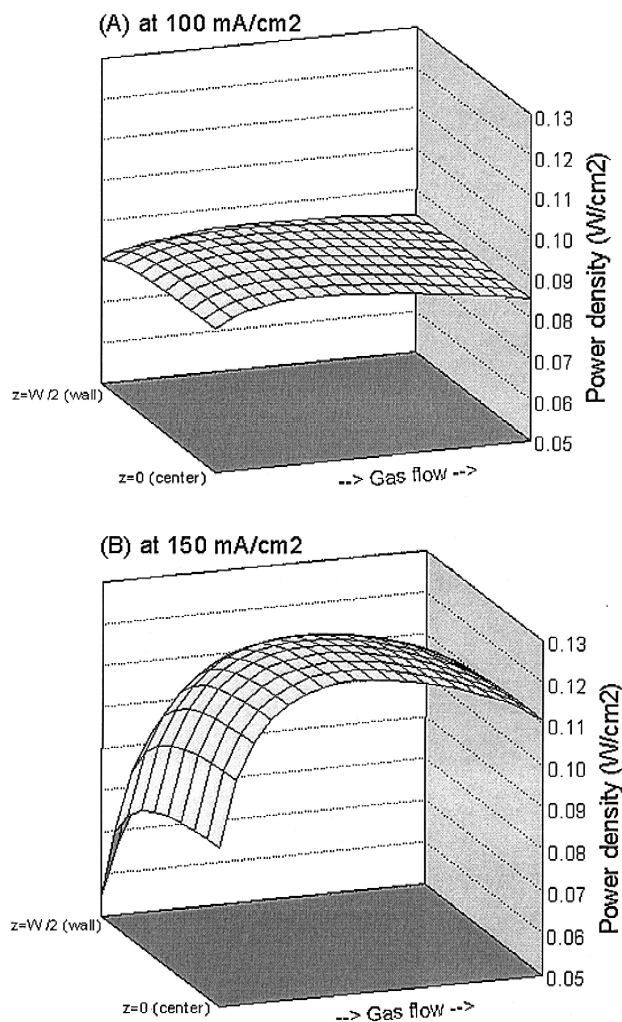 (A) at 100 mA/cm2
0.13
0.12
0.11
0.10
0.09
0.08
0.07
0.06
0.05
Power density (W/cm2)
z=W/2 (wall)
z=0 (center)
--> Gas flow -->
(B) at 150 mA/cm2
0.13
0.12
0.11
0.10
0.09
0.08
0.07
0.06
0.05
Power density (W/cm2)
z=W/2 (wall)
z=0 (center)
--> Gas flow -->